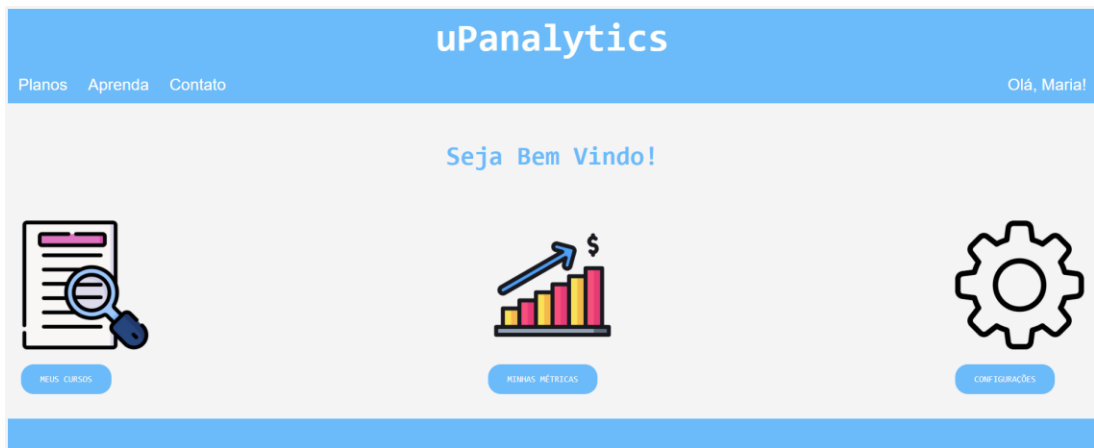 uPanalytics
Planos Aprenda Contato Olá, Maria!
Seja Bem Vindo!
$
MEUS CURSOS MINHAS MÉTRICAS CONFIGURAÇÕES